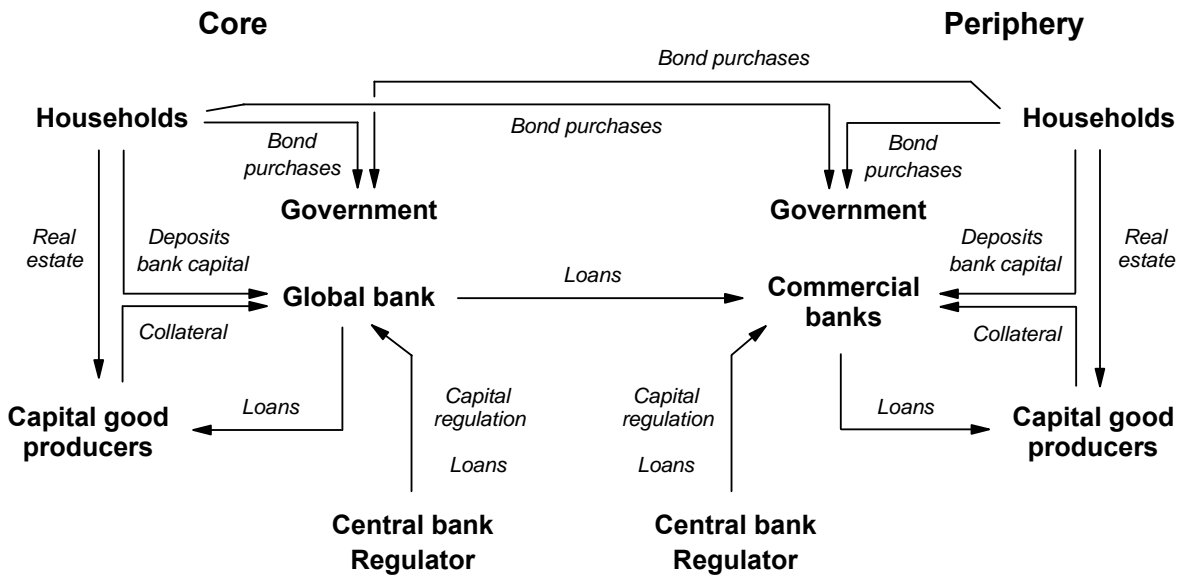 Core
Periphery
Bond purchases
Households
Bond purchases
Households
Bond
purchases
Bond
purchases
Government
Government
Real
estate
Deposits
bank capital
Loans
Deposits
bank capital
Real
estate
Global bank
Commercial
banks
Collateral
Collateral
Capital good
producers
Loans
Capital
regulation
Loans
Capital
regulation
Loans
Loans
Capital good
producers
Central bank
Regulator
Central bank
Regulator